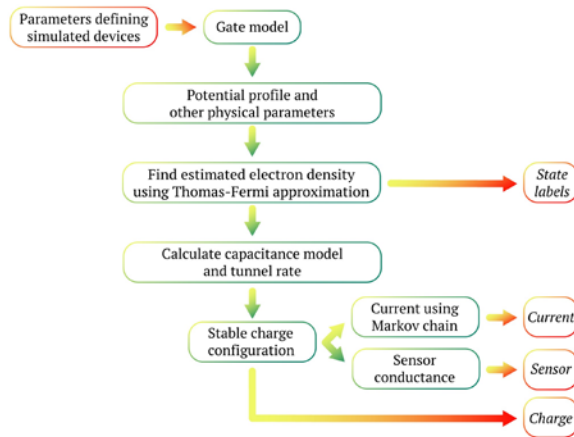 Parameters defining
simulated devices
Gate model
Potential profile and
other physical parameters
Find estimated electron density
using Thomas-Fermi approximation
State
labels
Calculate capacitance model
and tunnel rate
Stable charge
configuration
Current using
Markov chain
Current
Sensor
conductance
Sensor
Charge